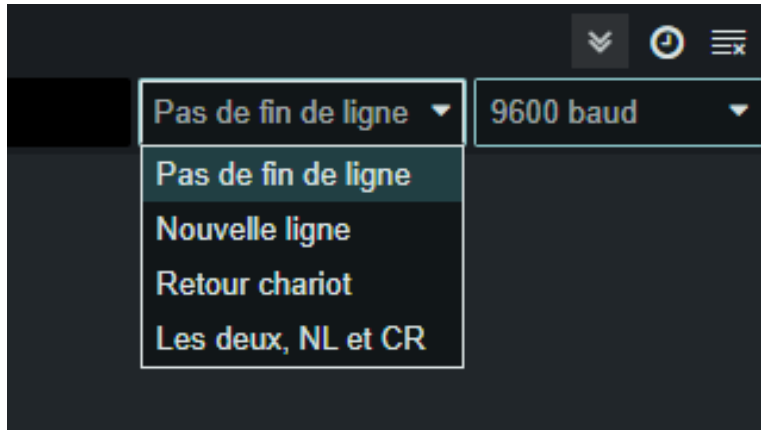 Pas de fin de ligne 9600 baud
Pas de fin de ligne
Nouvelle ligne
Retour chariot
Les deux, NL et CR